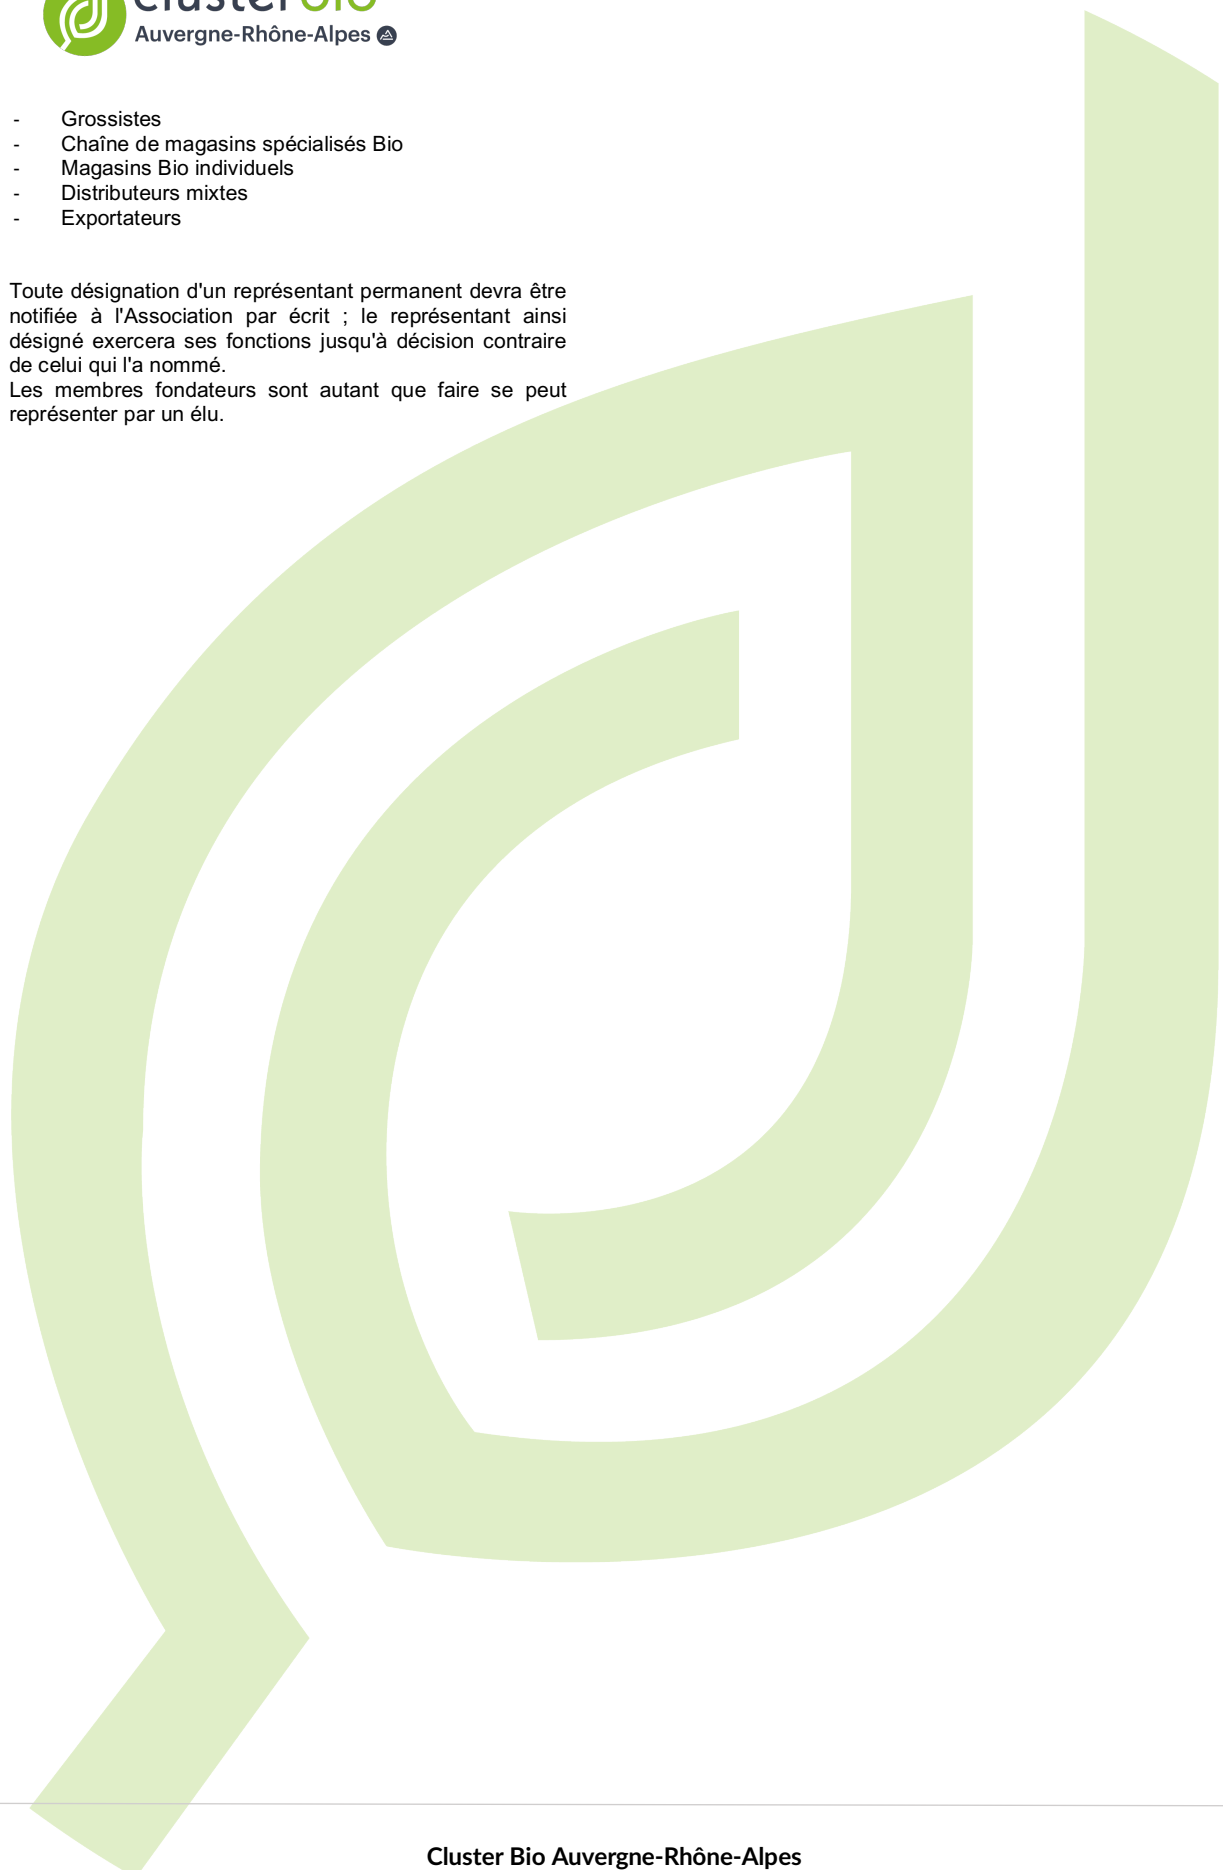 Cluster Bio
Auvergne-Rhône-Alpes
- Grossistes
- Chaîne de magasins spécialisés Bio
- Magasins Bio individuels
- Distributeurs mixtes
- Exportateurs
Toute désignation d'un représentant permanent devra être
notifiée à l'Association par écrit ; le représentant ainsi
désigné exercera ses fonctions jusqu'à décision contraire
de celui qui l'a nommé.
Les membres fondateurs sont autant que faire se peut
représenter par un élu.
Cluster Bio Auvergne-Rhône-Alpes